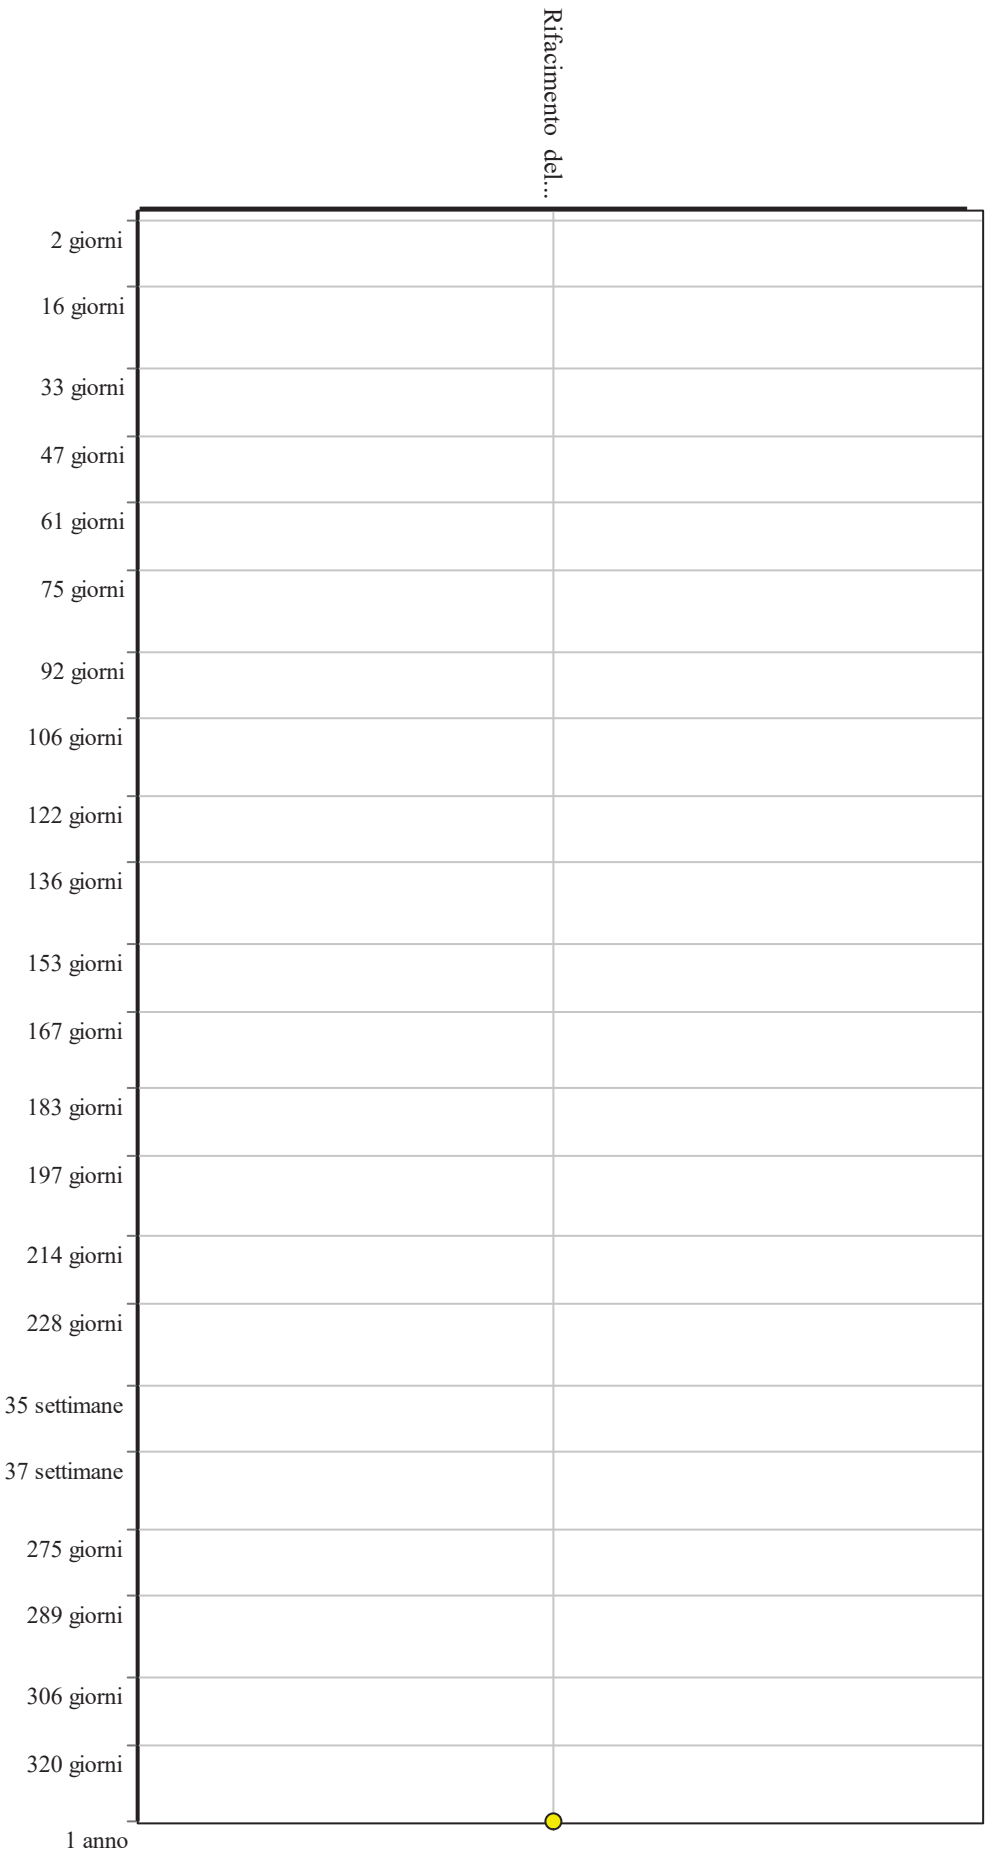 Rifacimento del...
2 giorni
16 giorni
33 giorni
47 giorni
61 giorni
75 giorni
92 giorni
106 giorni
122 giorni
136 giorni
153 giorni
167 giorni
183 giorni
197 giorni
214 giorni
228 giorni
35 settimane
37 settimane
275 giorni
289 giorni
306 giorni
320 giorni
1 anno